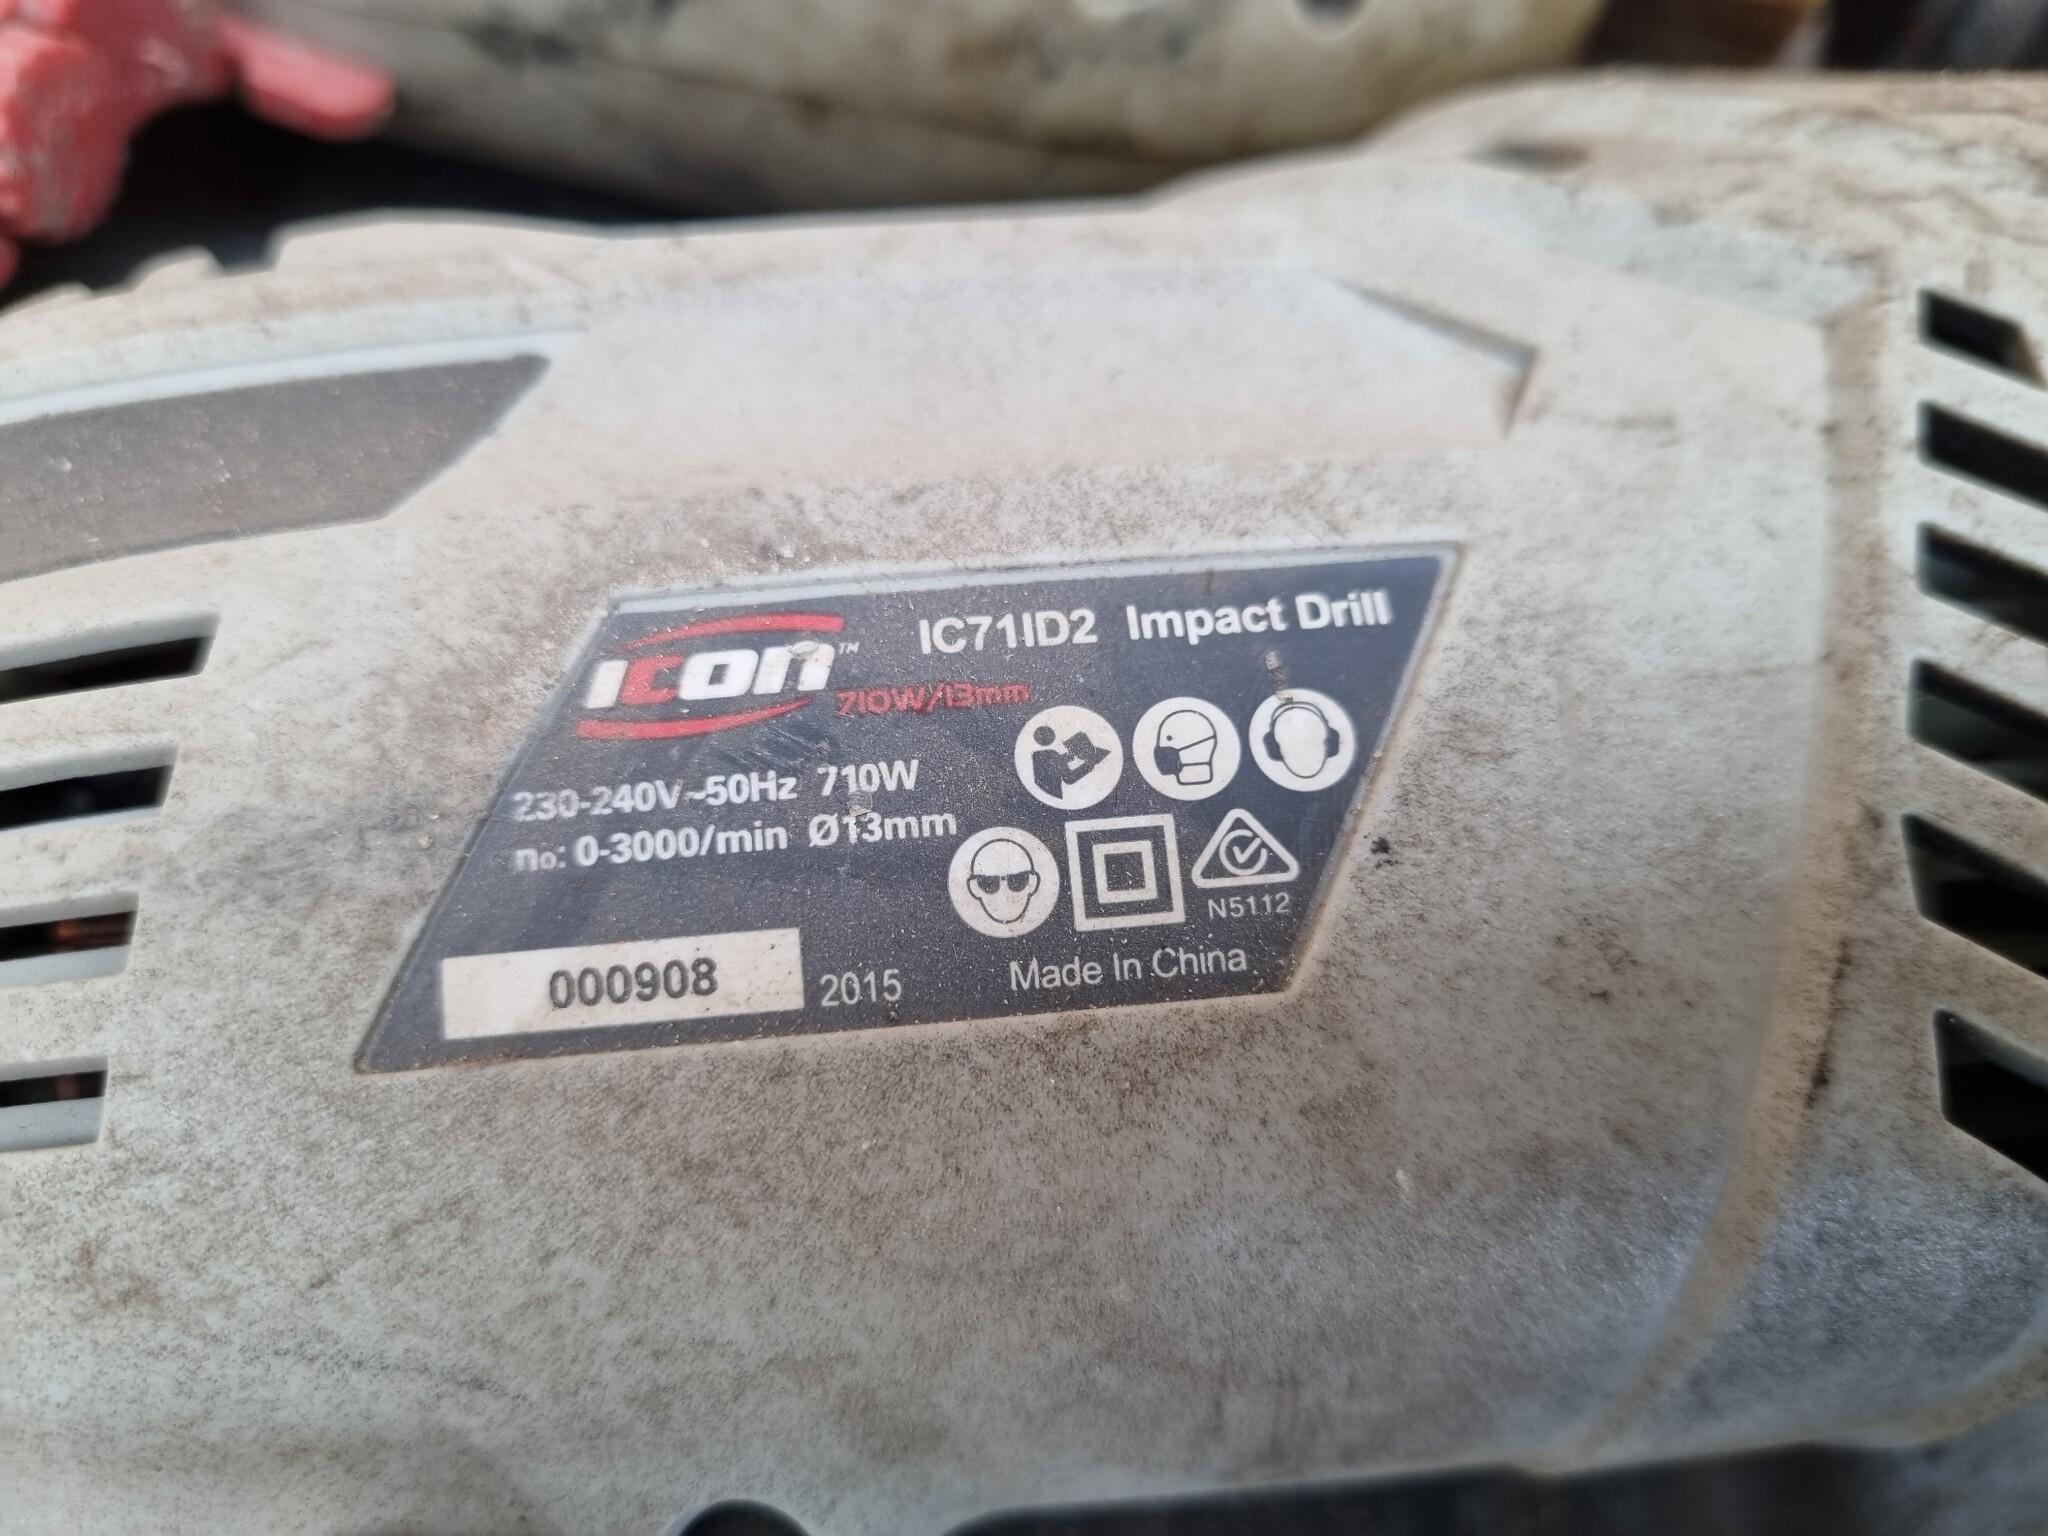 ICON™ IC71ID2 Impact Drill
710W/13mm
230-240V~50Hz 710W
no: 0-3000/min Ø13mm
N5112
000908 2015 Made In China